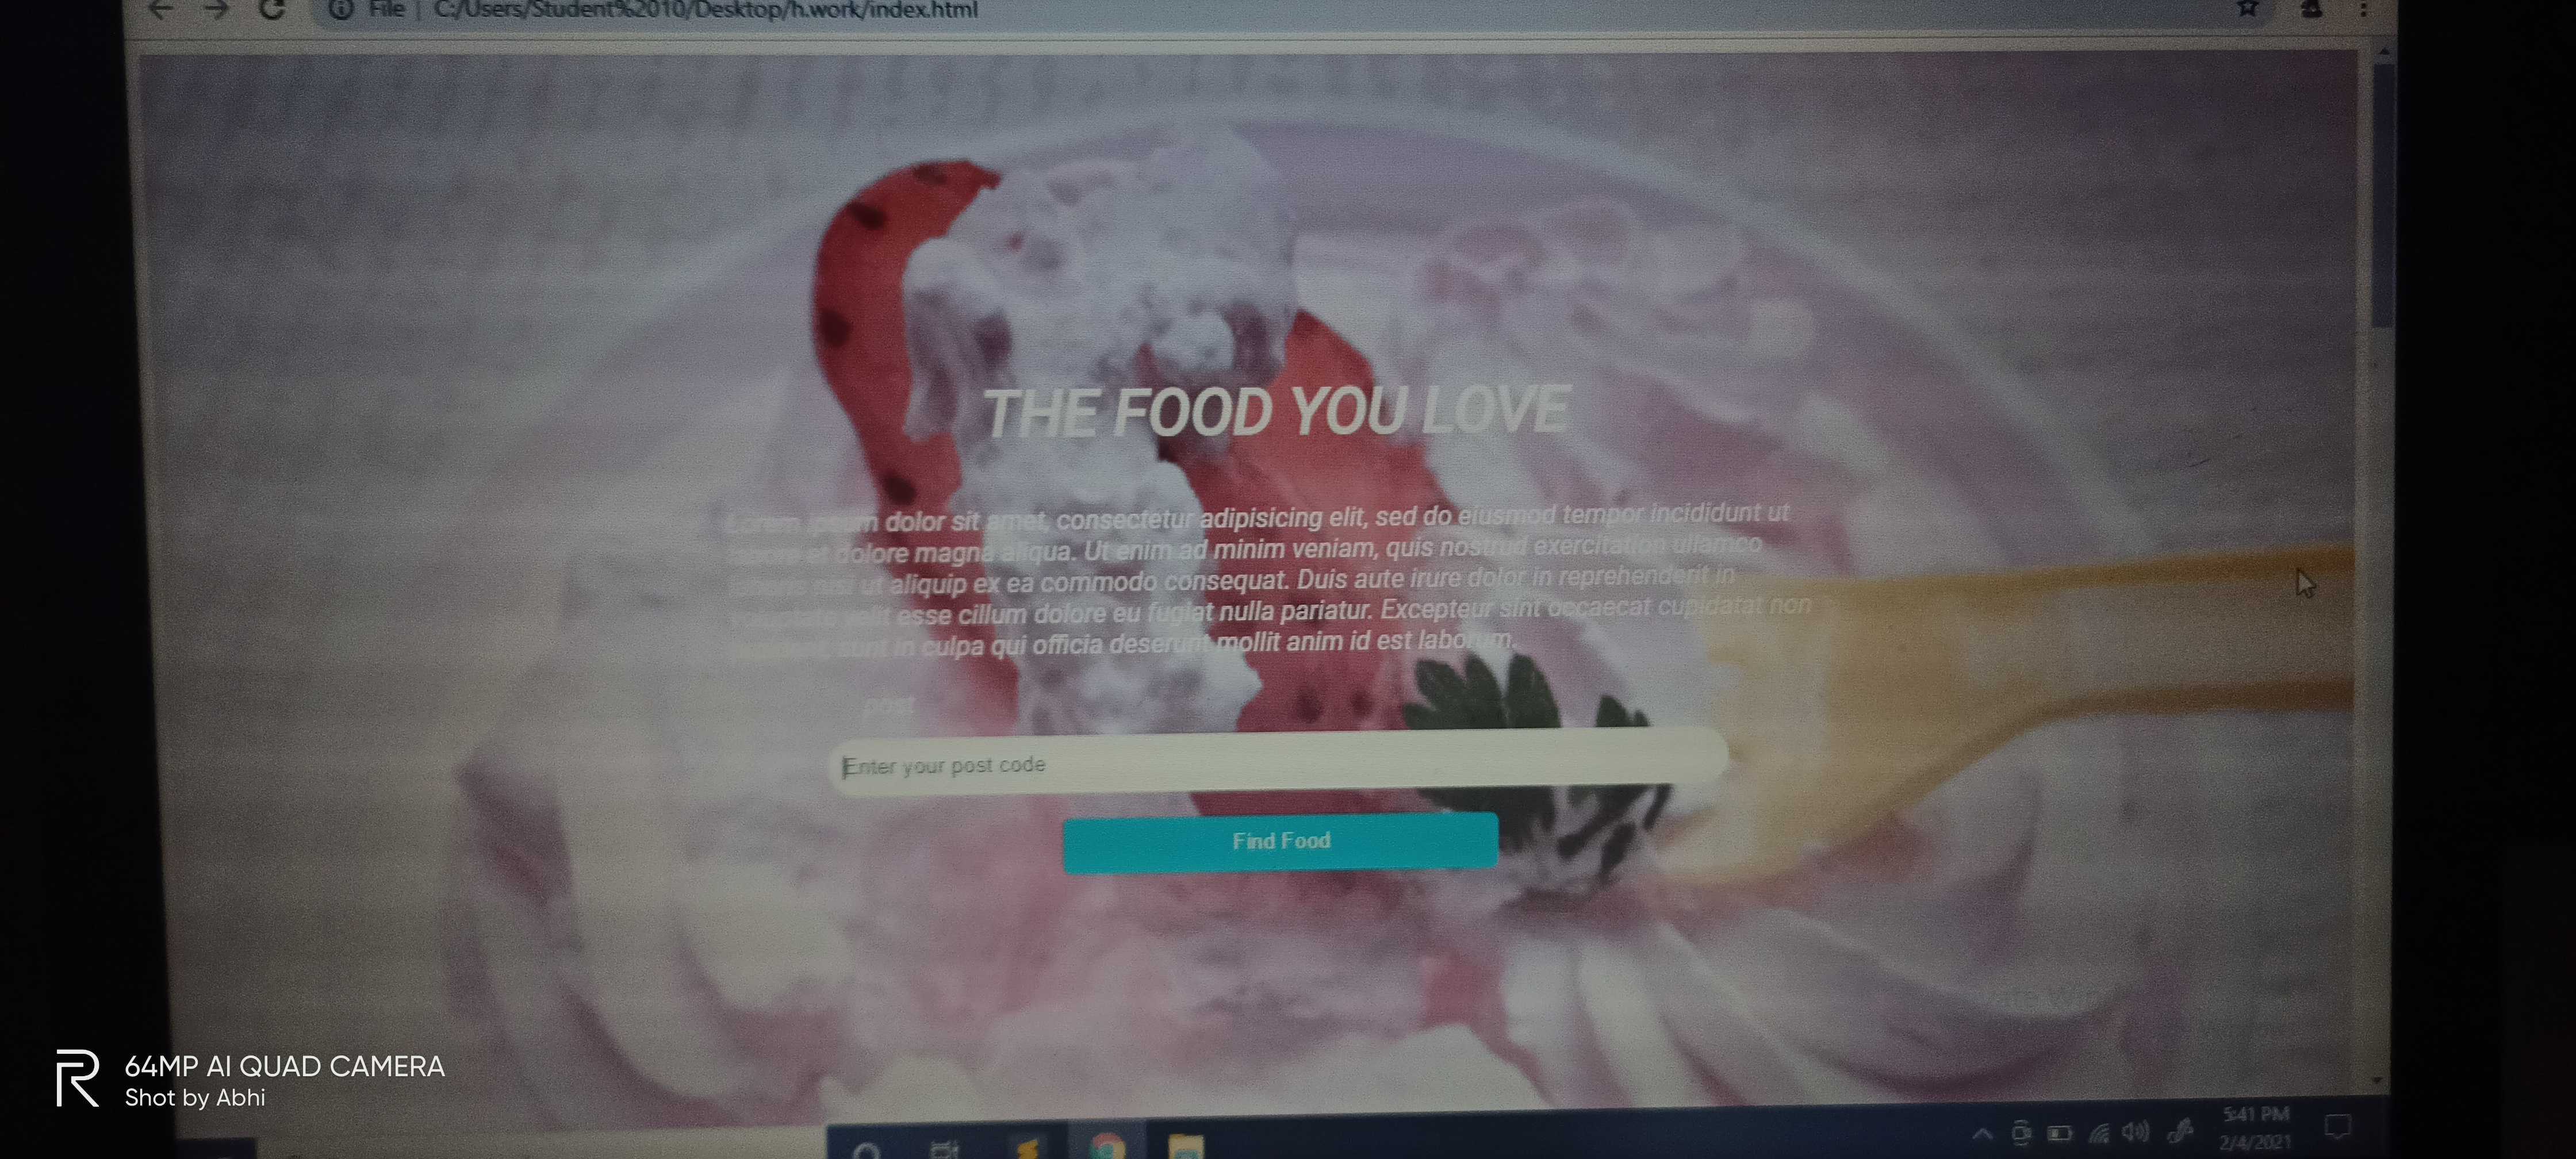 File | C:/Users/Student%2010/Desktop/h.work/index.html
THE FOOD YOU LOVE
Lorem ipsum dolor sit amet, consectetur adipisicing elit, sed do eiusmod tempor incididunt ut
labore et dolore magna aliqua. Ut enim ad minim veniam, quis nostrud exercitation ullamco
laboris nisi ut aliquip ex ea commodo consequat. Duis aute irure dolor in reprehenderit in
voluptate velit esse cillum dolore eu fugiat nulla pariatur. Excepteur sint occaecat cupidatat non
sunt in culpa qui officia deserunt mollit anim id est laborum.
post
Enter your post code
Find Food
64MP AI QUAD CAMERA
Shot by Abhi
5:41 PM
2/4/2021